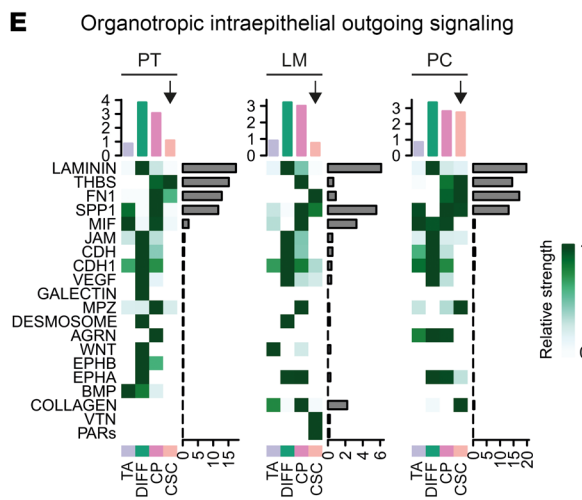 E
Organotropic intraepithelial outgoing signaling
PT LM PC
4
3
2
1
0
3
2
1
0
3
2
1
0
LAMININ
THBS
FN1
SPP1
MIF
JAM
CDH
CDH1
VEGF
GALECTIN
MPZ
DESMOSOME
AGRN
WNT
EPHB
EPHA
BMP
COLLAGEN
VTN
PARs
TA DIFF CP CSC
0 5 10 15
TA DIFF CP CSC
0 2 4 6
TA DIFF CP CSC
0 5 10 15 20
Relative strength